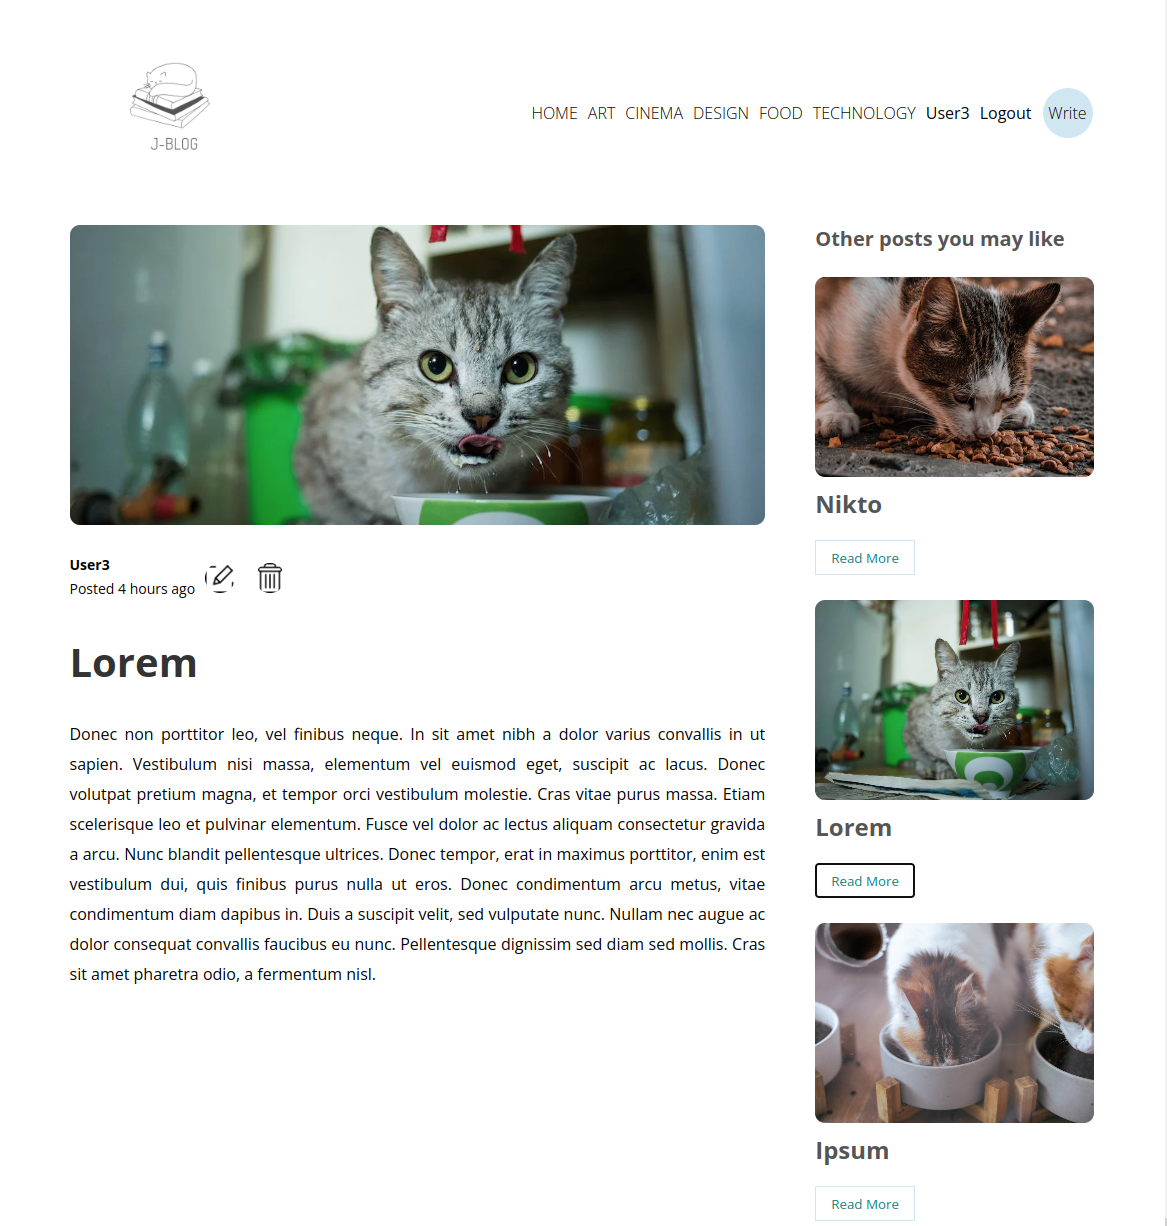 J-BLOG
HOME ART CINEMA DESIGN FOOD TECHNOLOGY User3 Logout Write
User3
Posted 4 hours ago
Lorem
Donec non porttitor leo, vel finibus neque. In sit amet nibh a dolor varius convallis in ut
sapien. Vestibulum nisi massa, elementum vel euismod eget, suscipit ac lacus. Donec
volutpat pretium magna, et tempor orci vestibulum molestie. Cras vitae purus massa. Etiam
scelerisque leo et pulvinar elementum. Fusce vel dolor ac lectus aliquam consectetur gravida
a arcu. Nunc blandit pellentesque ultrices. Donec tempor, erat in maximus porttitor, enim est
vestibulum dui, quis finibus purus nulla ut eros. Donec condimentum arcu metus, vitae
condimentum diam dapibus in. Duis a suscipit velit, sed vulputate nunc. Nullam nec augue ac
dolor consequat convallis faucibus eu nunc. Pellentesque dignissim sed diam sed mollis. Cras
sit amet pharetra odio, a fermentum nisl.
Other posts you may like
Nikto
Read More
Lorem
Read More
Ipsum
Read More